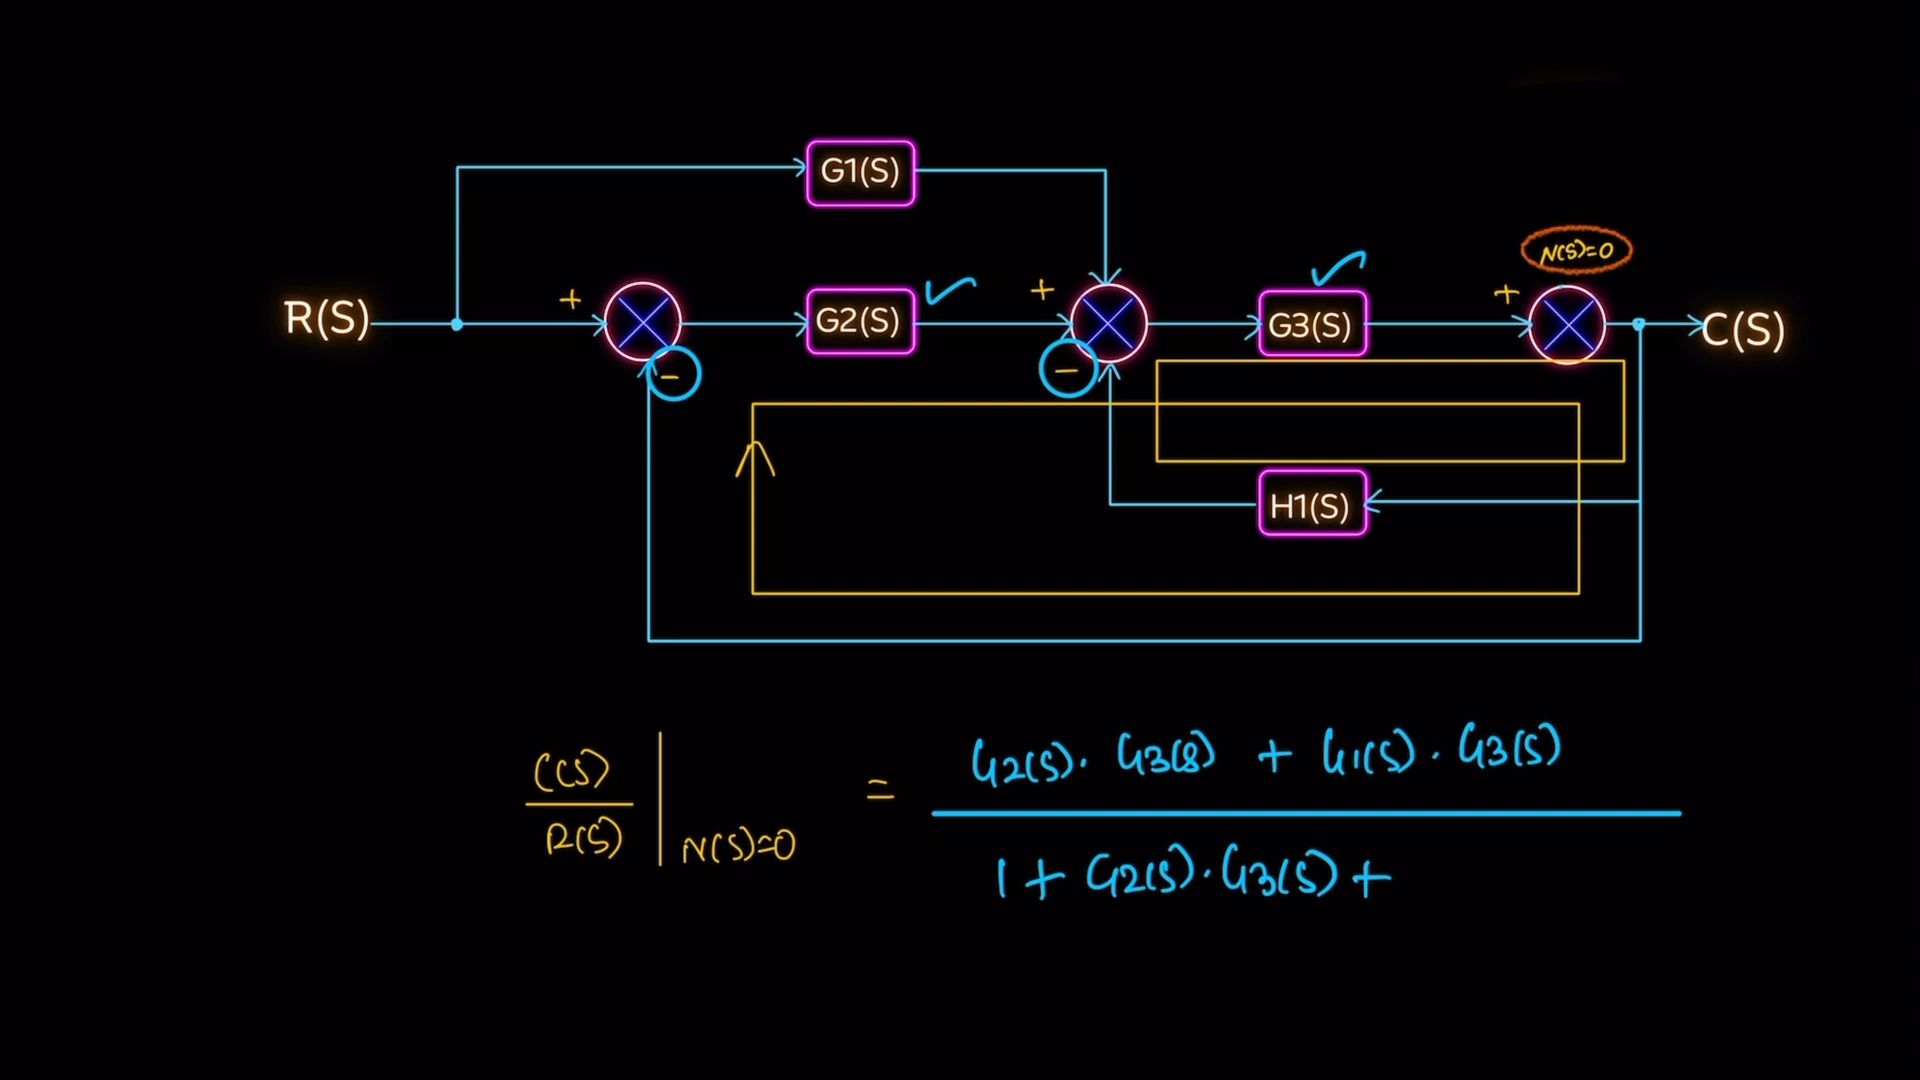 G1(S)
N(S)=0
+ + +
R(S) G2(S) G3(S) C(S)
- -
H1(S)
C(S)
R(S) | N(S)=0 =
G2(S). G3(S) + G1(S). G3(S)
1 + G2(S).G3(S) +